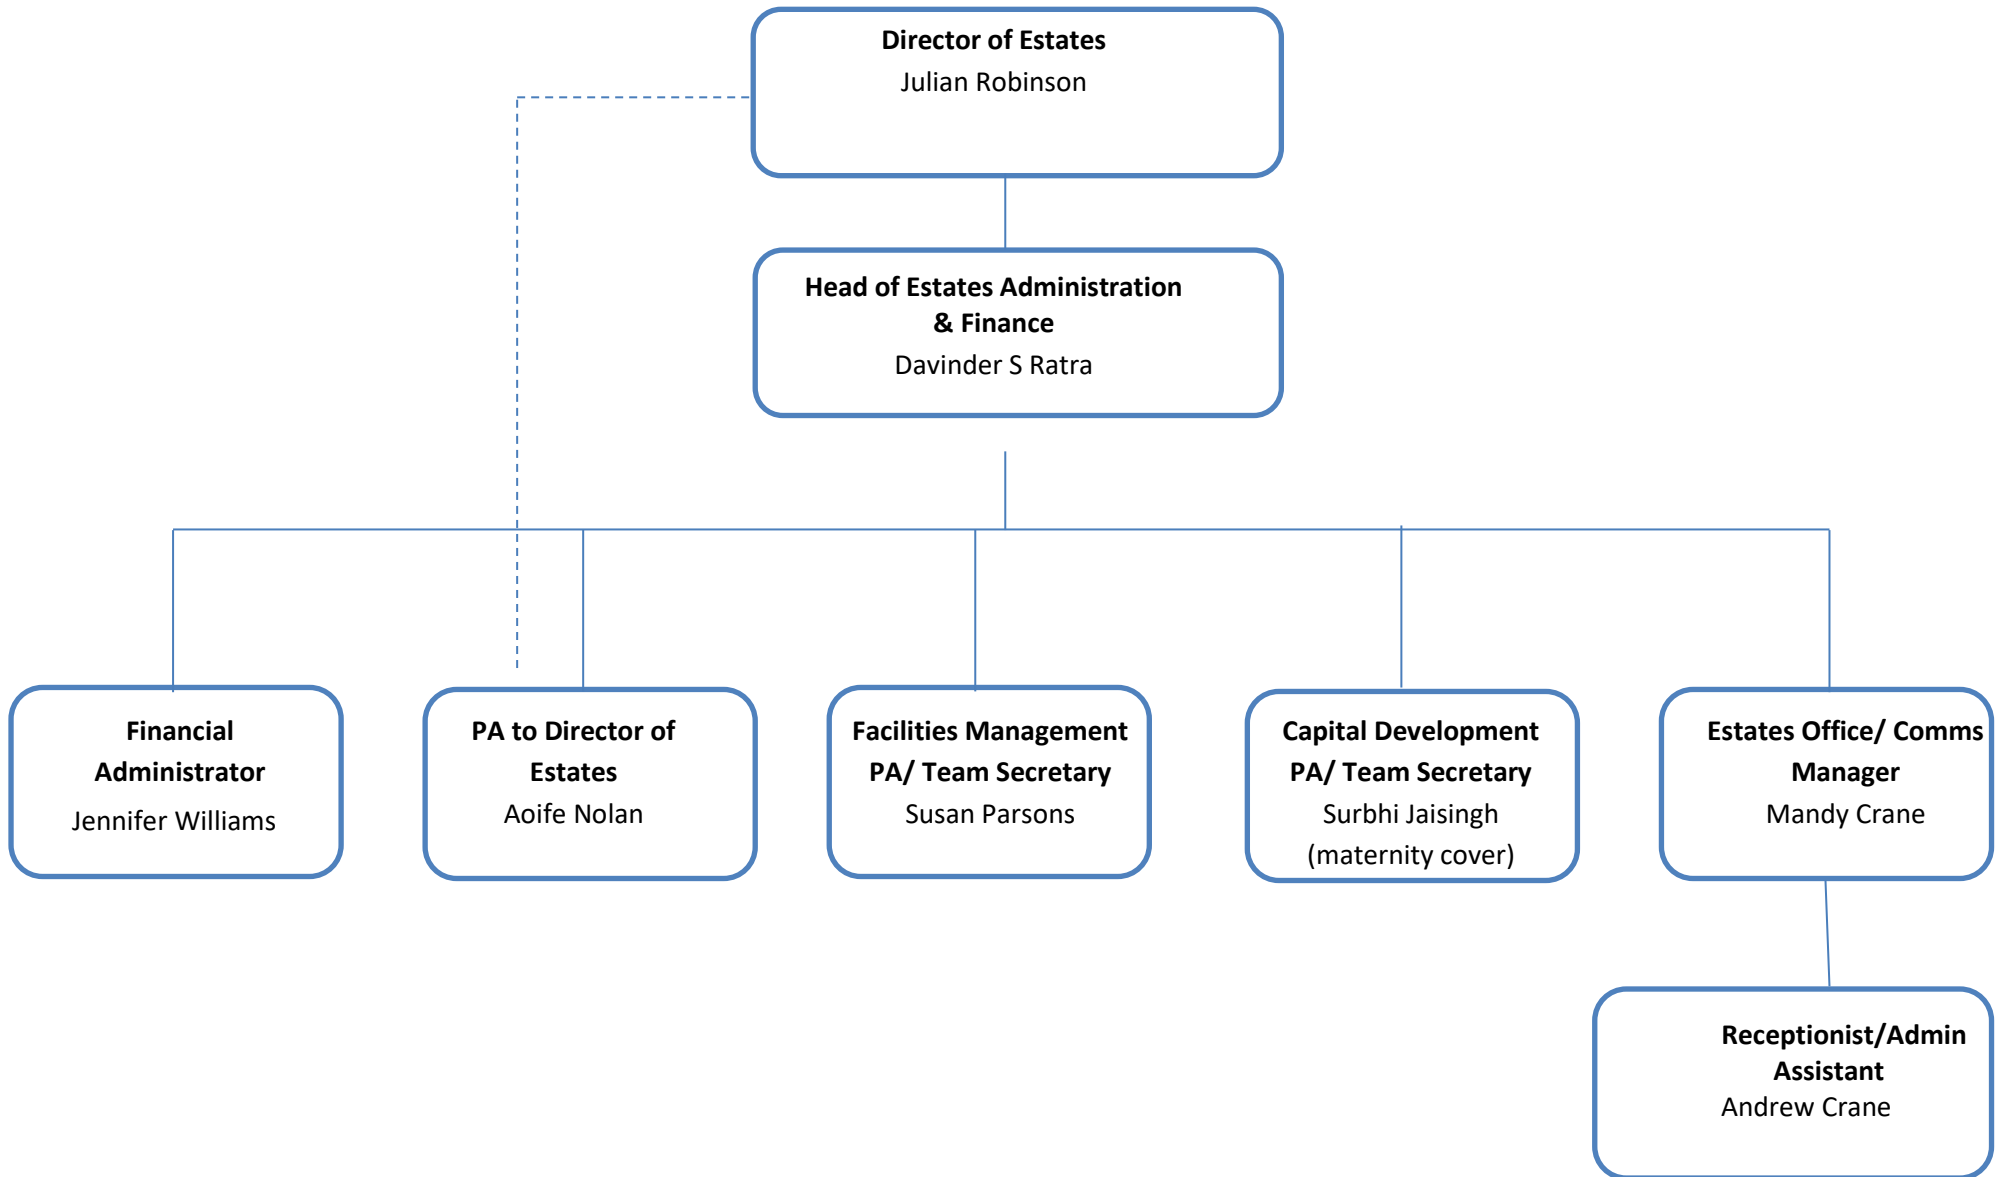 Director of Estates
Julian Robinson
Head of Estates Administration
& Finance
Davinder S Ratra
Financial
Administrator
Jennifer Williams
PA to Director of
Estates
Aoife Nolan
Facilities Management
PA/ Team Secretary
Susan Parsons
Capital Development
PA/ Team Secretary
Surbhi Jaisingh
(maternity cover)
Estates Office/ Comms
Manager
Mandy Crane
Receptionist/Admin
Assistant
Andrew Crane